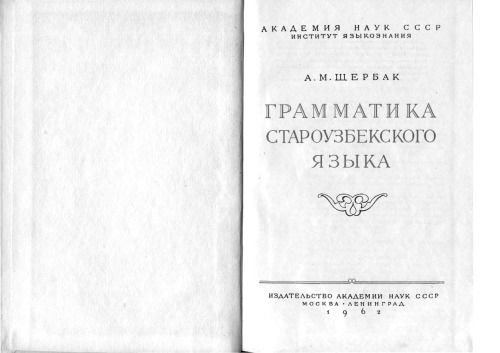 АКАДЕМИЯ НАУК СССР
ИНСТИТУТ ЯЗЫКОЗНАНИЯ
А. М. ЩЕРБАК
ГРАММАТИКА
СТАРОУЗБЕКСКОГО
ЯЗЫКА
ИЗДАТЕЛЬСТВО АКАДЕМИИ НАУК СССР
МОСКВА · ЛЕНИНГРАД
1962